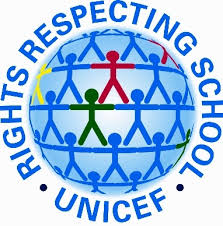 RIGHTS RESPECTING SCHOOL
UNICEF